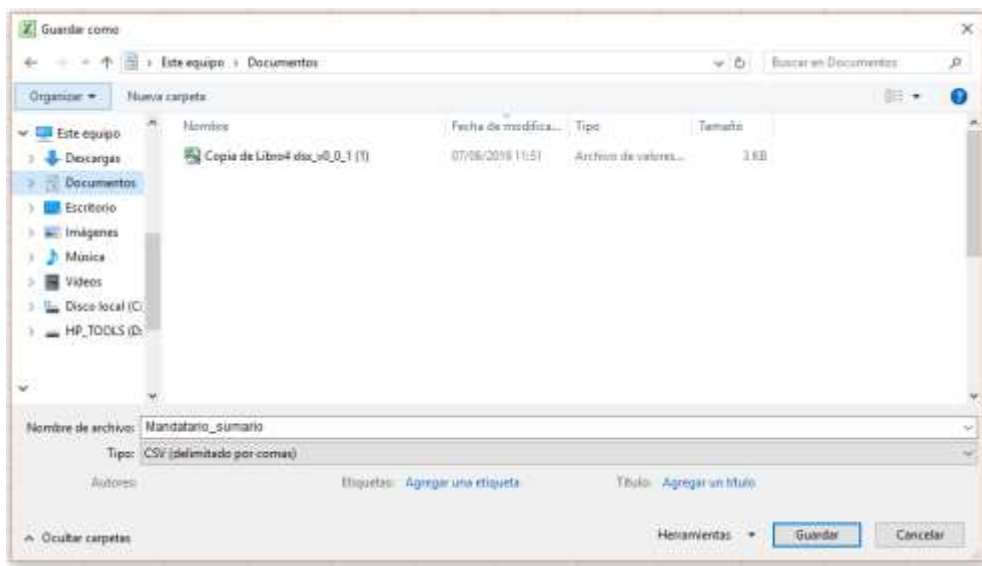 Guardar como
Este equipo › Documentos
Buscar en Documentos
Organizar
Nueva carpeta
Nombre
Fecha de modifica...
Tipo
Tamaño
Este equipo
Copia de Libro4 xlsx_v0_0_1 (1)
07/06/2019 11:51
Archivo de valores...
3 KB
Descargas
Documentos
Escritorio
Imágenes
Música
Vídeos
Disco local (C:
HP_TOOLS (D:
Nombre de archivo: Mandatario_sumario
Tipo: CSV (delimitado por comas)
Autores:
Etiquetas: Agregar una etiqueta
Título: Agregar un título
Ocultar carpetas
Herramientas
Guardar
Cancelar